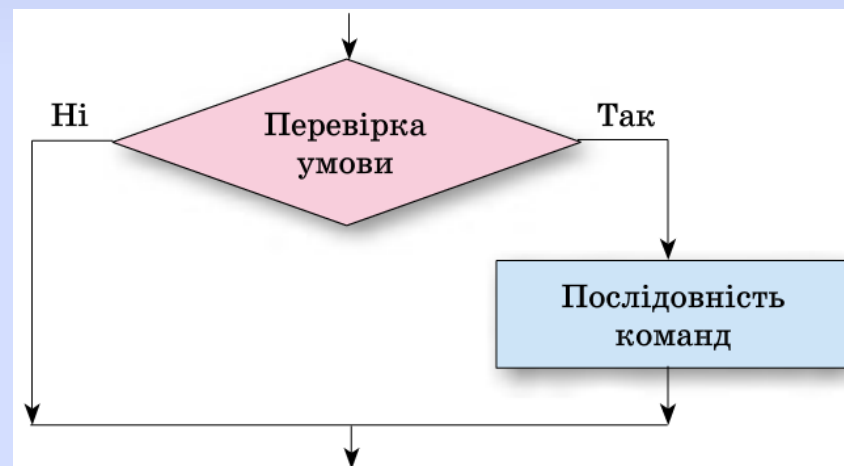 Ні
Так
Перевірка
умови
Послідовність
команд